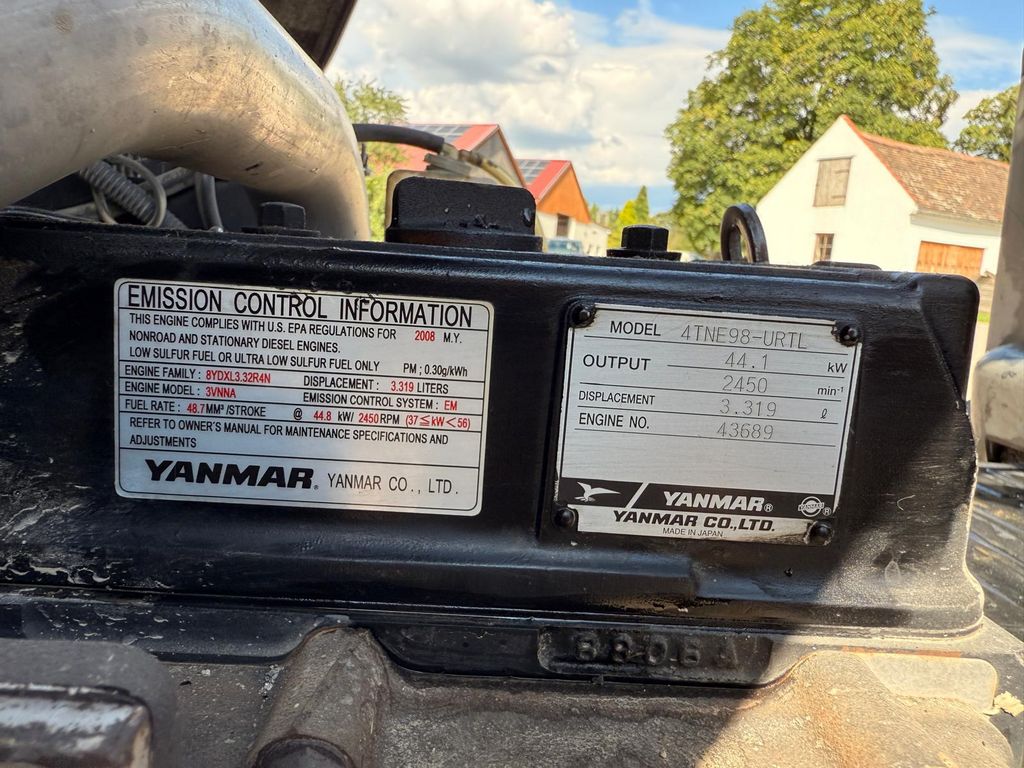 EMISSION CONTROL INFORMATION
THIS ENGINE COMPLIES WITH U.S. EPA REGULATIONS FOR 2008 M.Y.
NONROAD AND STATIONARY DIESEL ENGINES.
LOW SULFUR FUEL OR ULTRA LOW SULFUR FUEL ONLY PM ; 0.30g/kWh
ENGINE FAMILY : 8YDXL3.32R4N DISPLACEMENT : 3.319 LITERS
ENGINE MODEL : 3VNNA EMISSION CONTROL SYSTEM : EM
FUEL RATE : 48.7 MM³ /STROKE @ 44.8 kW/ 2450 RPM (37≦kW<56)
REFER TO OWNER'S MANUAL FOR MAINTENANCE SPECIFICATIONS AND
ADJUSTMENTS
YANMAR® YANMAR CO., LTD.
MODEL 4TNE98-URTL
OUTPUT 44.1 kW
2450 min⁻¹
DISPLACEMENT 3.319 ℓ
ENGINE NO. 43689
YANMAR®
YANMAR CO.,LTD.
MADE IN JAPAN